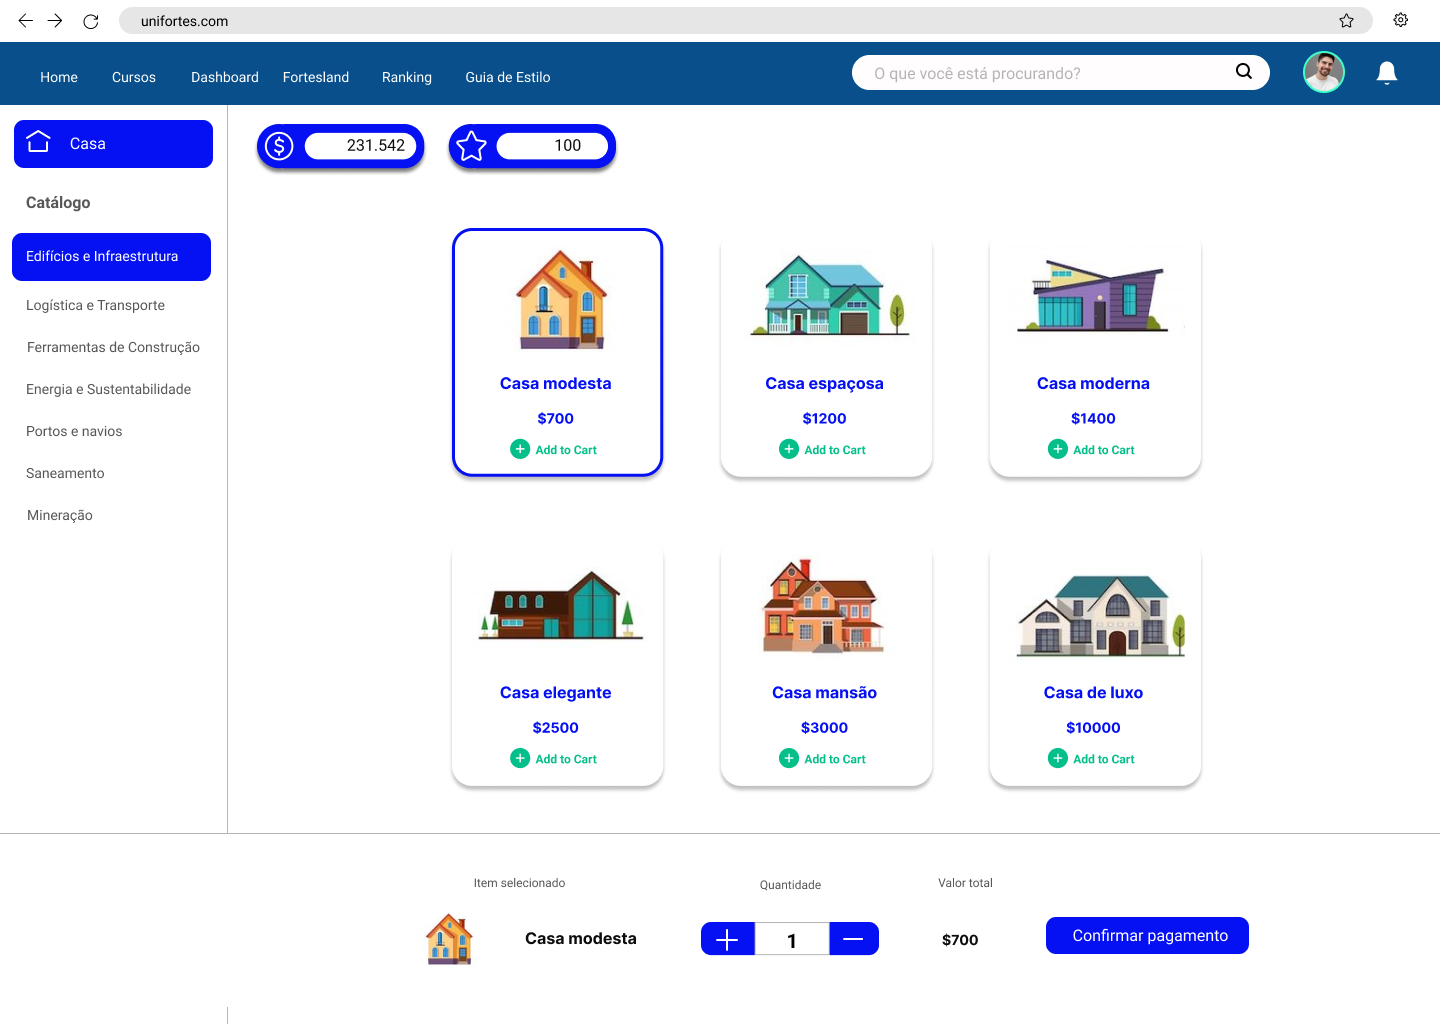 unifortes.com
Home Cursos Dashboard Fortesland Ranking Guia de Estilo O que você está procurando?
Casa
231.542 100
Catálogo
Edifícios e Infraestrutura
Logística e Transporte
Ferramentas de Construção
Energia e Sustentabilidade
Portos e navios
Saneamento
Mineração
Casa modesta
$700
Add to Cart
Casa espaçosa
$1200
Add to Cart
Casa moderna
$1400
Add to Cart
Casa elegante
$2500
Add to Cart
Casa mansão
$3000
Add to Cart
Casa de luxo
$10000
Add to Cart
Item selecionado Quantidade Valor total
Casa modesta 1 $700 Confirmar pagamento